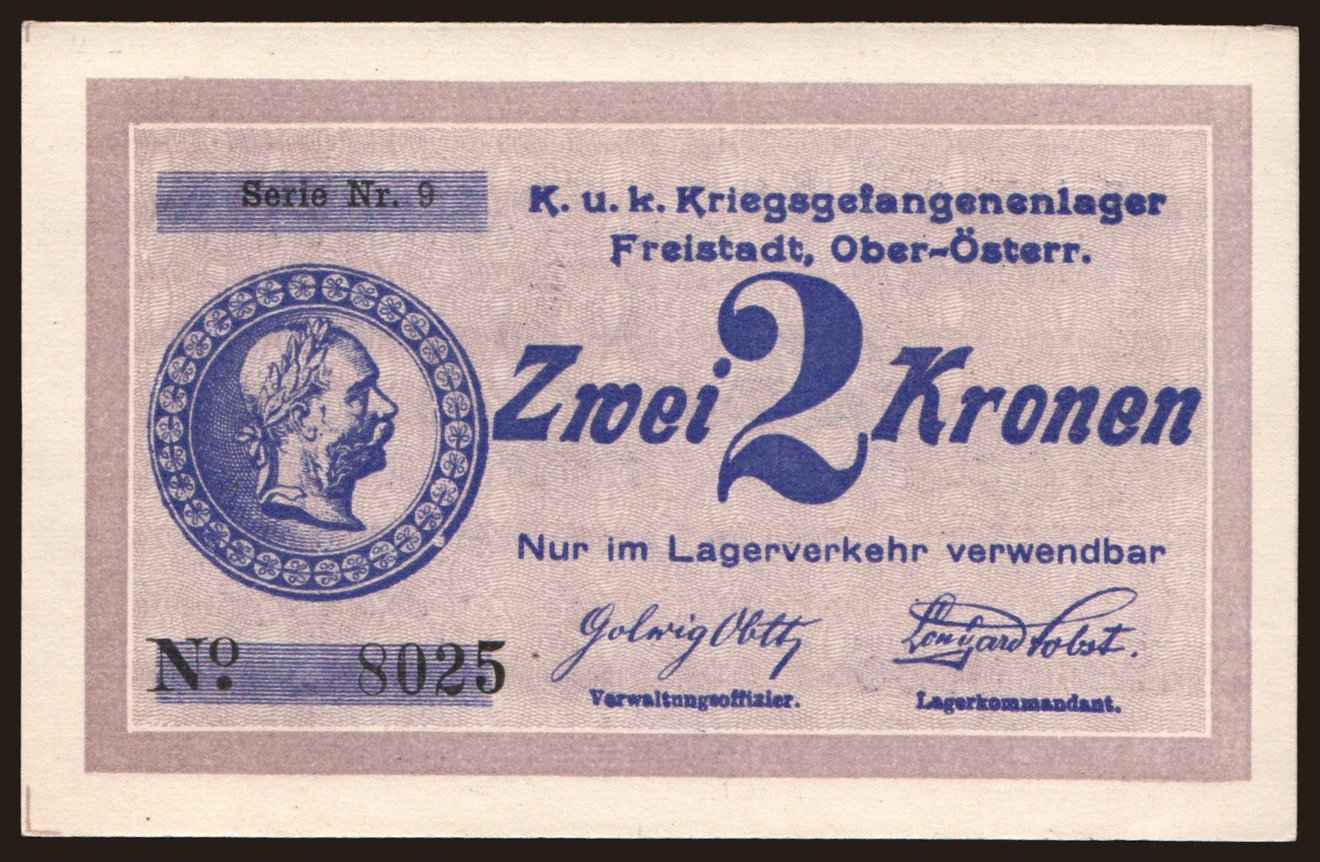 Serie Nr. 9
K. u. k. Kriegsgefangenenlager
Freistadt, Ober-Österr.
Zwei 2 Kronen
Nur im Lagerverkehr verwendbar
No. 8025
Verwaltungsoffizier.
Lagerkommandant.